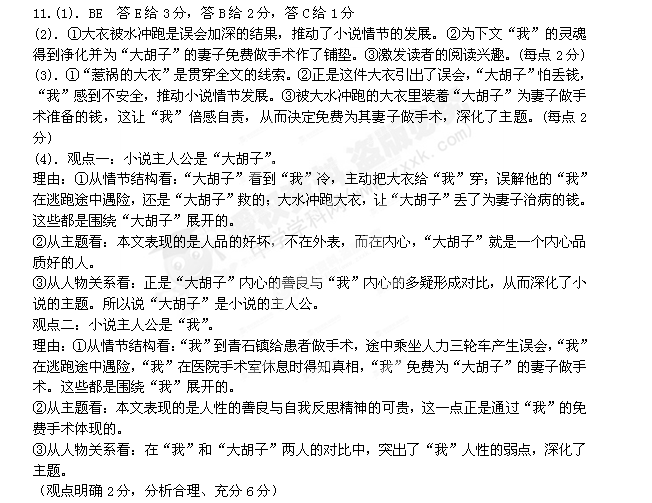 11.(1). BE 答E给3分,答B给2分,答C给1分
(2). ①大衣被水冲跑是误会加深的结果，推动了小说情节的发展。②为下文“我”的灵魂
得到净化并为“大胡子”的妻子免费做手术作了铺垫。③激发读者的阅读兴趣。(每点2分)
(3). ①“惹祸的大衣”是贯穿全文的线索。②正是这件大衣引出了误会,“大胡子”怕丢钱,
“我”感到不安全，推动小说情节发展。③被大水冲跑的大衣里装着“大胡子”为妻子做手
术准备的钱，这让“我”倍感自责，从而决定免费为其妻子做手术，深化了主题。(每点2
分)
(4). 观点一：小说主人公是“大胡子”。
理由：①从情节结构看：“大胡子”看到“我”冷，主动把大衣给“我”穿；误解他的“我”
在逃跑途中遇险，还是“大胡子”救的；大水冲跑大衣，让“大胡子”丢了为妻子治病的钱。
这些都是围绕“大胡子”展开的。
②从主题看：本文表现的是人品的好坏，不在外表，而在内心，“大胡子”就是一个内心品
质好的人。
③从人物关系看：正是“大胡子”内心的善良与“我”内心的多疑形成对比，从而深化了小
说的主题。所以说“大胡子”是小说的主人公。
观点二：小说主人公是“我”。
理由：①从情节结构看：“我”到青石镇给患者做手术，途中乘坐人力三轮车产生误会，“我”
在逃跑途中遇险，“我”在医院手术室休息时得知真相，“我”免费为“大胡子”的妻子做手
术。这些都是围绕“我”展开的。
②从主题看：本文表现的是人性的善良与自我反思精神的可贵，这一点正是通过“我”的免
费手术体现的。
③从人物关系看：在“我”和“大胡子”两人的对比中，突出了“我”人性的弱点，深化了
主题。
(观点明确2分，分析合理、充分6分)